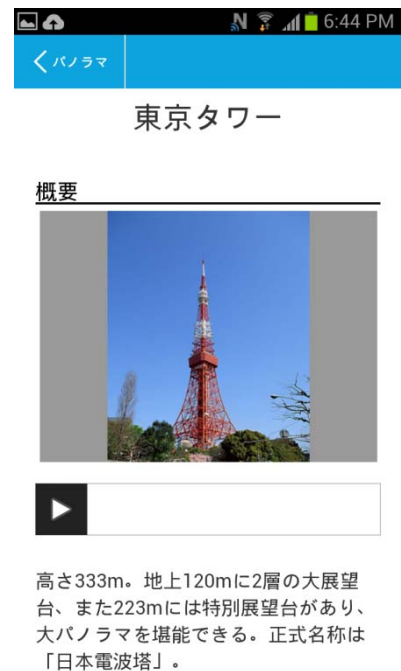 6:44 PM
パノラマ
東京タワー
概要
高さ333m。地上120mに2層の大展望
台、また223mには特別展望台があり、
大パノラマを堪能できる。正式名称は
「日本電波塔」。